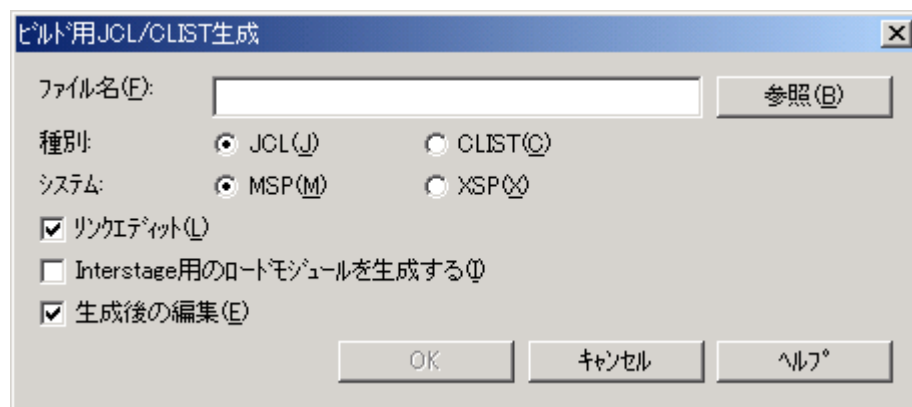 ﾋﾞﾙﾄﾞ用JCL/CLIST生成
ﾌｧｲﾙ名(F):
参照(B)
種別:
JCL(J)
CLIST(C)
ｼｽﾃﾑ:
MSP(M)
XSP(X)
ﾘﾝｸｴﾃﾞｨｯﾄ(L)
Interstage用のﾛｰﾄﾞﾓｼﾞｭｰﾙを生成する(I)
生成後の編集(E)
OK
ｷｬﾝｾﾙ
ﾍﾙﾌﾟ